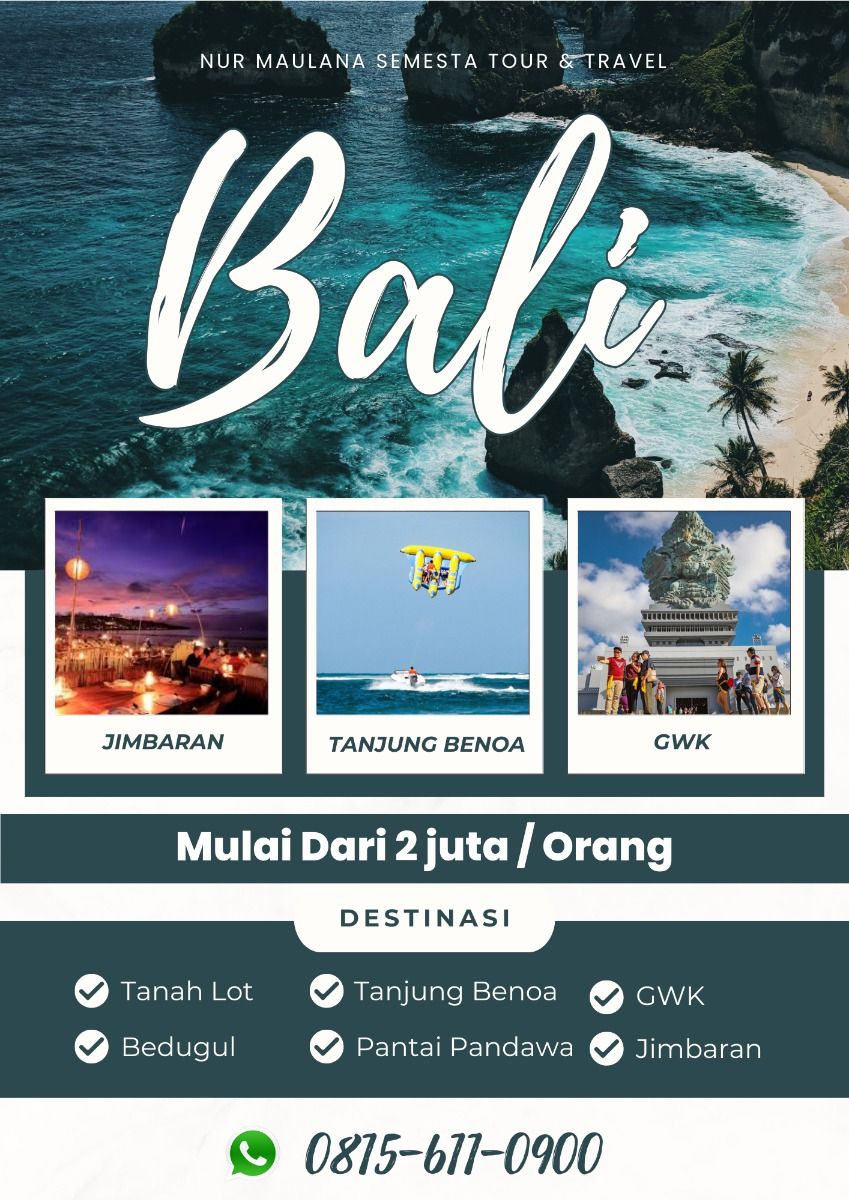 NUR MAULANA SEMESTA TOUR & TRAVEL
Bali
JIMBARAN
TANJUNG BENOA
GWK
Mulai Dari 2 juta / Orang
DESTINASI
Tanah Lot
Tanjung Benoa
GWK
Bedugul
Pantai Pandawa
Jimbaran
0815-611-0900